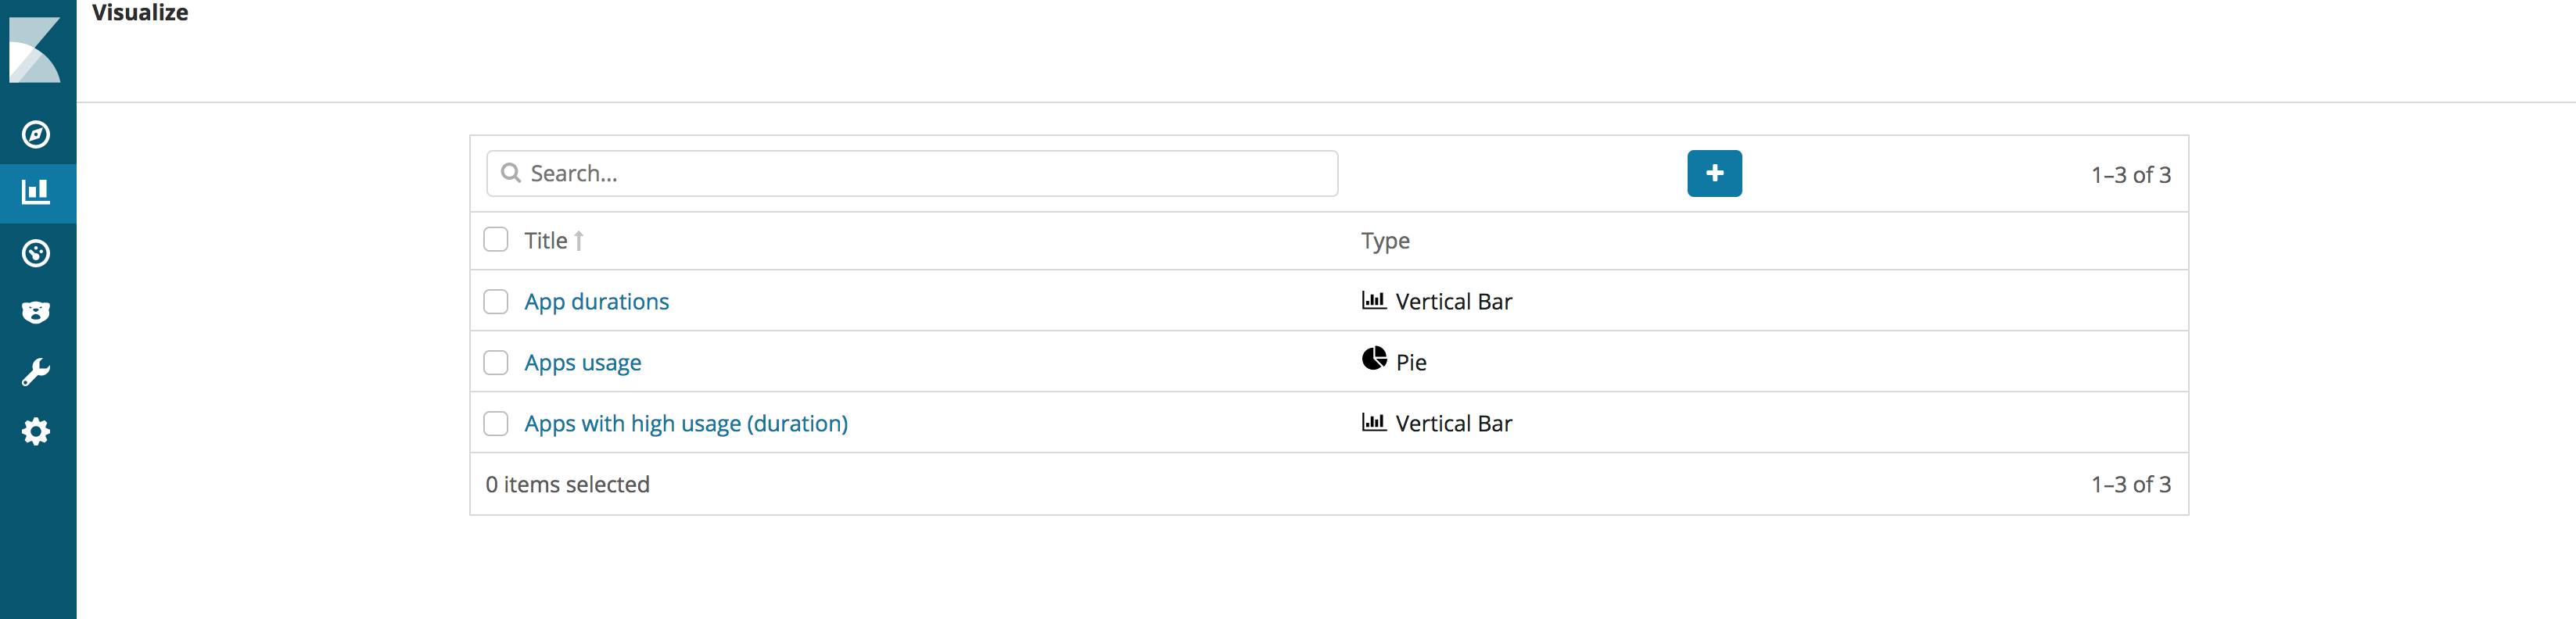 Visualize
Search...
1–3 of 3
Title Type
App durations Vertical Bar
Apps usage Pie
Apps with high usage (duration) Vertical Bar
0 items selected 1–3 of 3